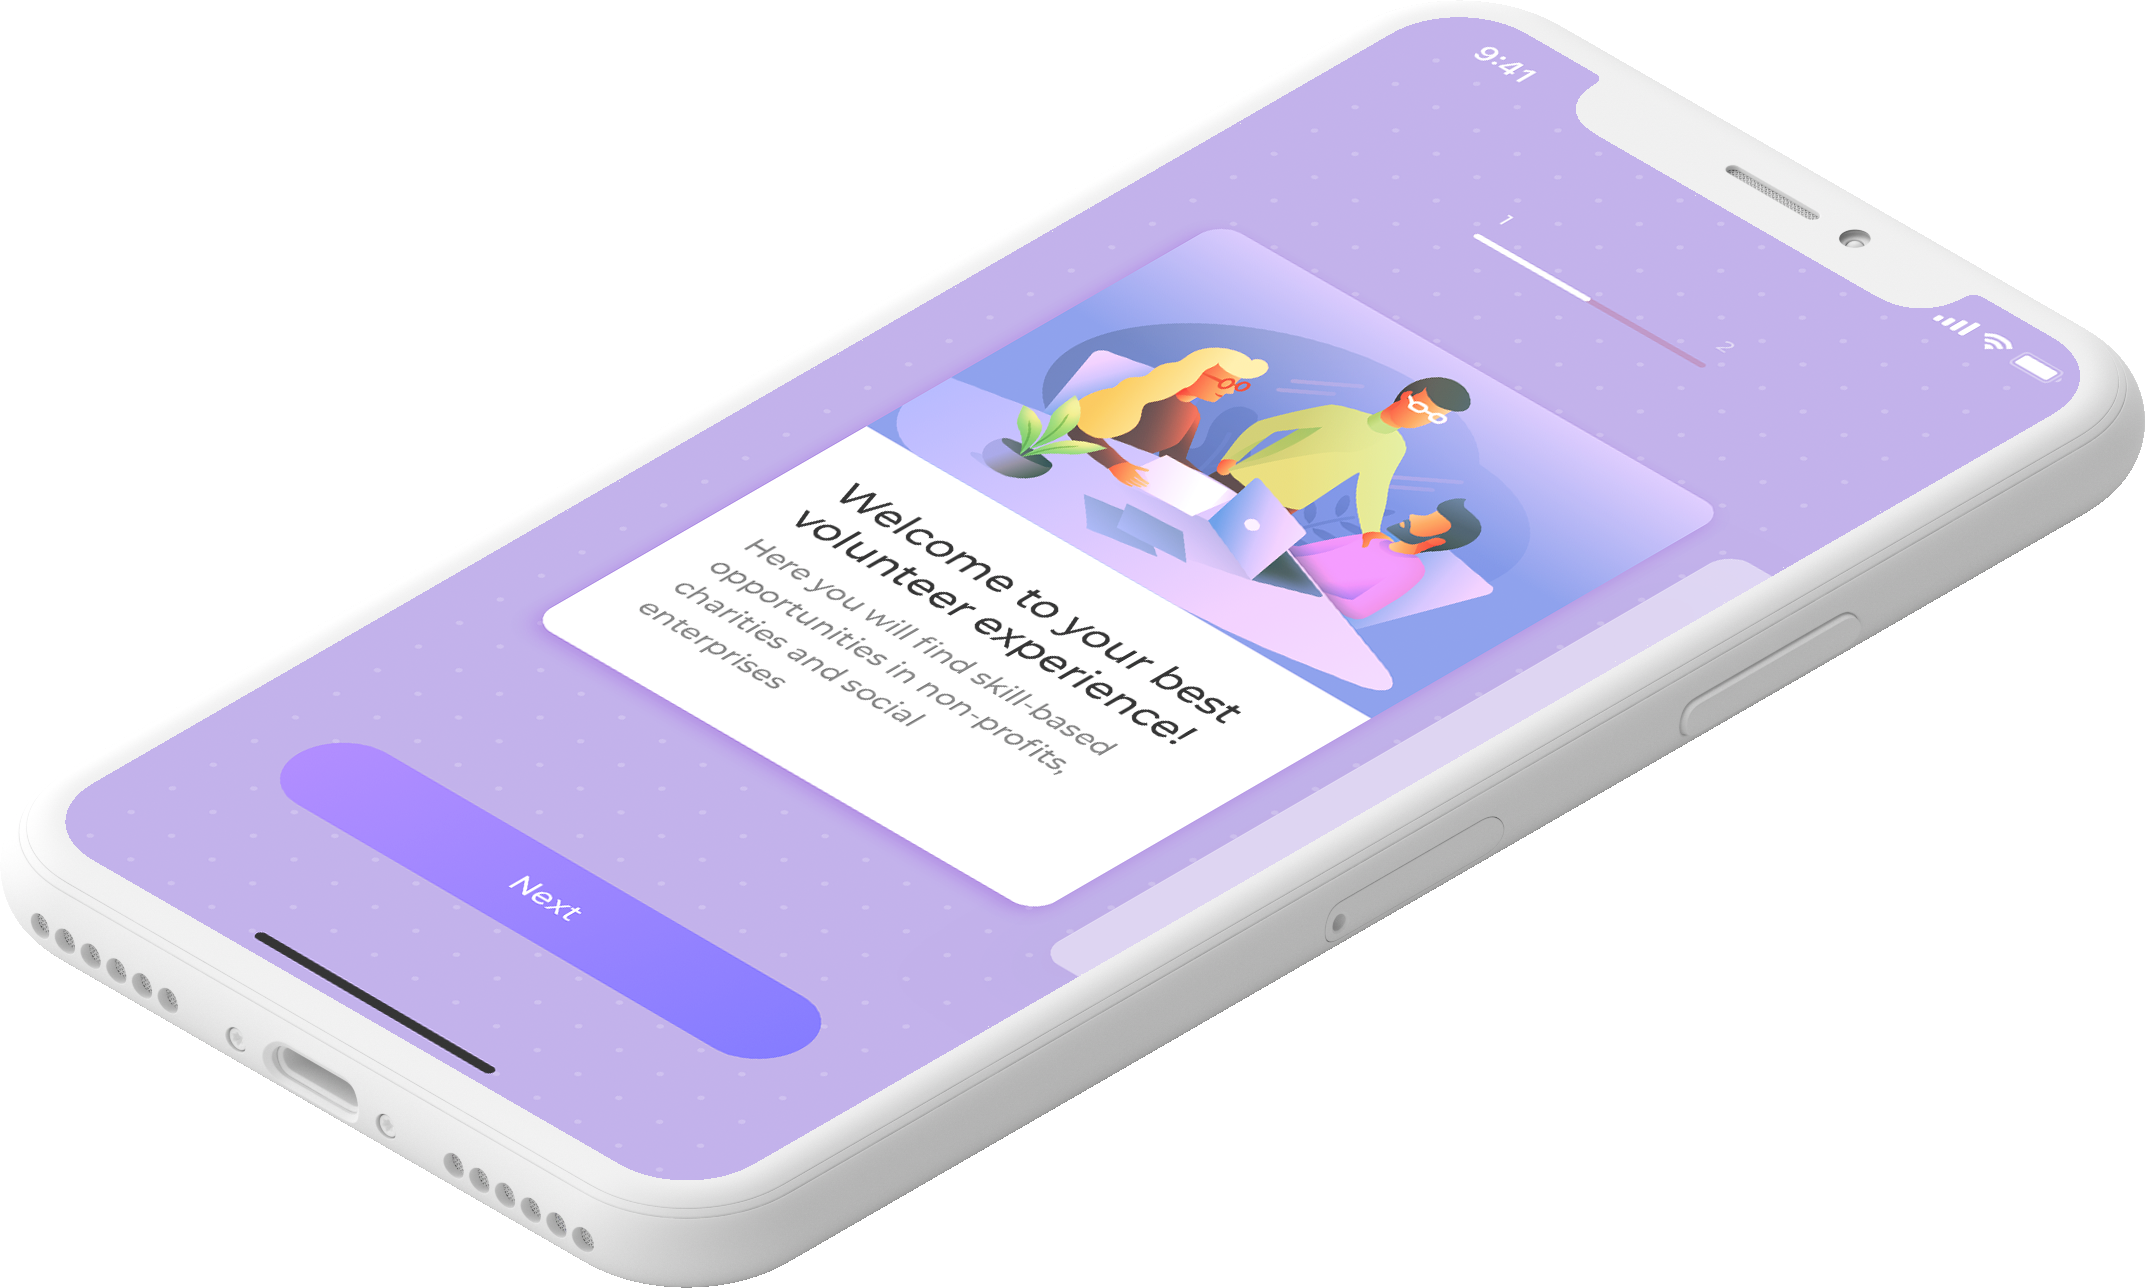 9:41
1
2
Welcome to your best
volunteer experience!
Here you will find skill-based
opportunities in non-profits,
charities and social
enterprises
Next